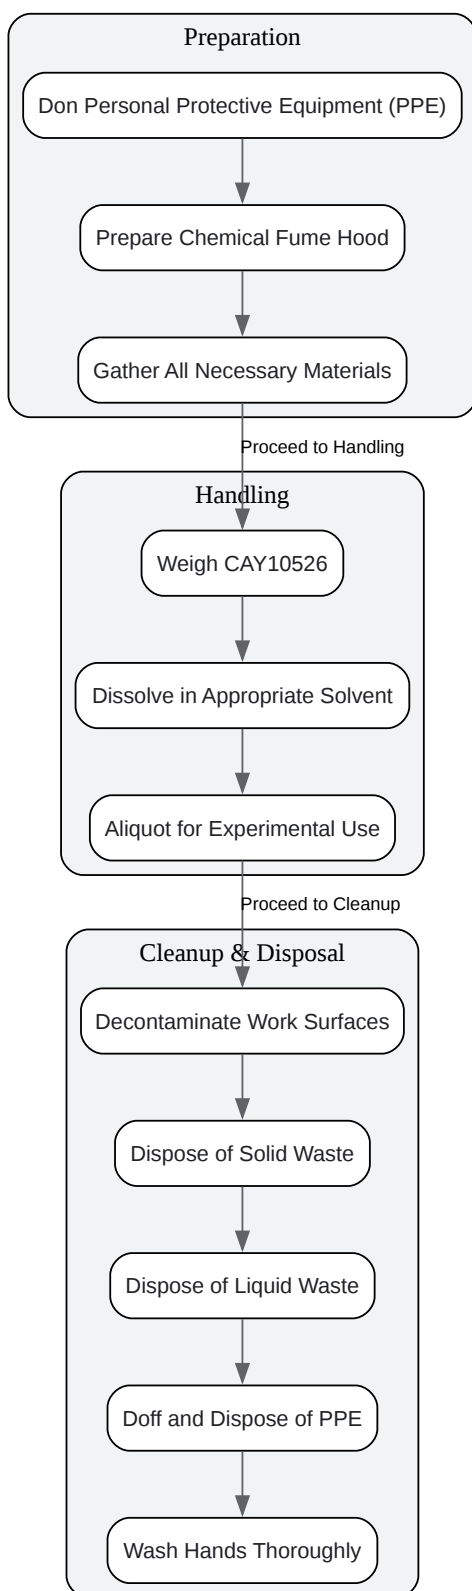 Preparation
Don Personal Protective Equipment (PPE)
Prepare Chemical Fume Hood
Gather All Necessary Materials
Proceed to Handling
Handling
Weigh CAY10526
Dissolve in Appropriate Solvent
Aliquot for Experimental Use
Proceed to Cleanup
Cleanup & Disposal
Decontaminate Work Surfaces
Dispose of Solid Waste
Dispose of Liquid Waste
Doff and Dispose of PPE
Wash Hands Thoroughly